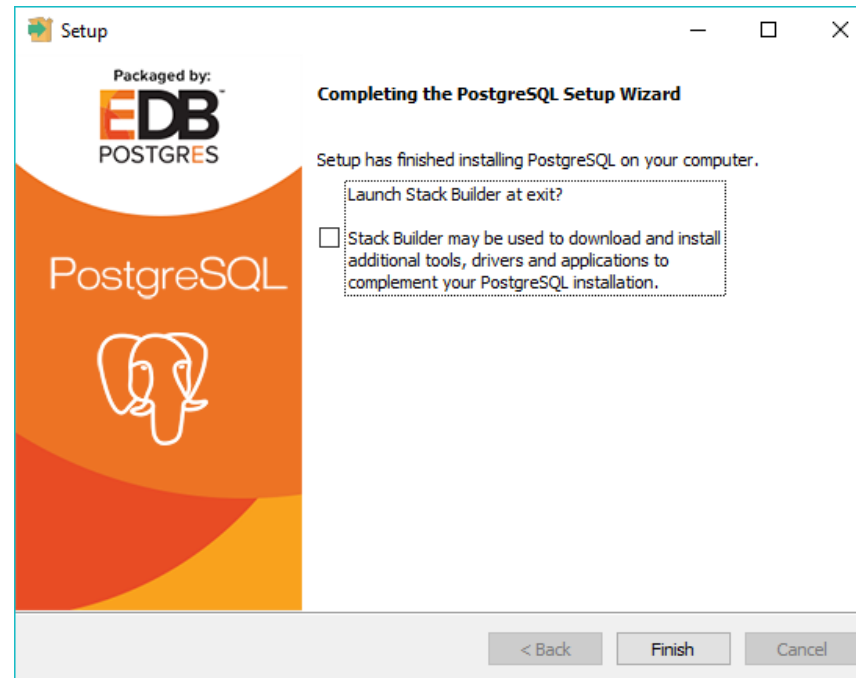 Setup
Packaged by:
EDB
POSTGRES
PostgreSQL
Completing the PostgreSQL Setup Wizard
Setup has finished installing PostgreSQL on your computer.
Launch Stack Builder at exit?
Stack Builder may be used to download and install
additional tools, drivers and applications to
complement your PostgreSQL installation.
< Back
Finish
Cancel